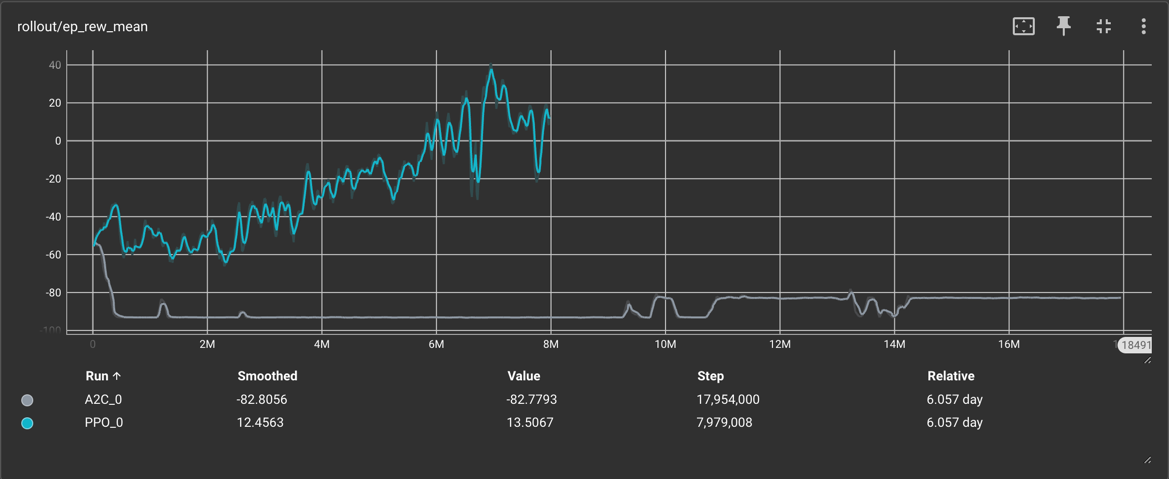 rollout/ep_rew_mean
40
20
0
-20
-40
-60
-80
-100
0 2M 4M 6M 8M 10M 12M 14M 16M 18491
Run ↑ Smoothed Value Step Relative
A2C_0 -82.8056 -82.7793 17,954,000 6.057 day
PPO_0 12.4563 13.5067 7,979,008 6.057 day